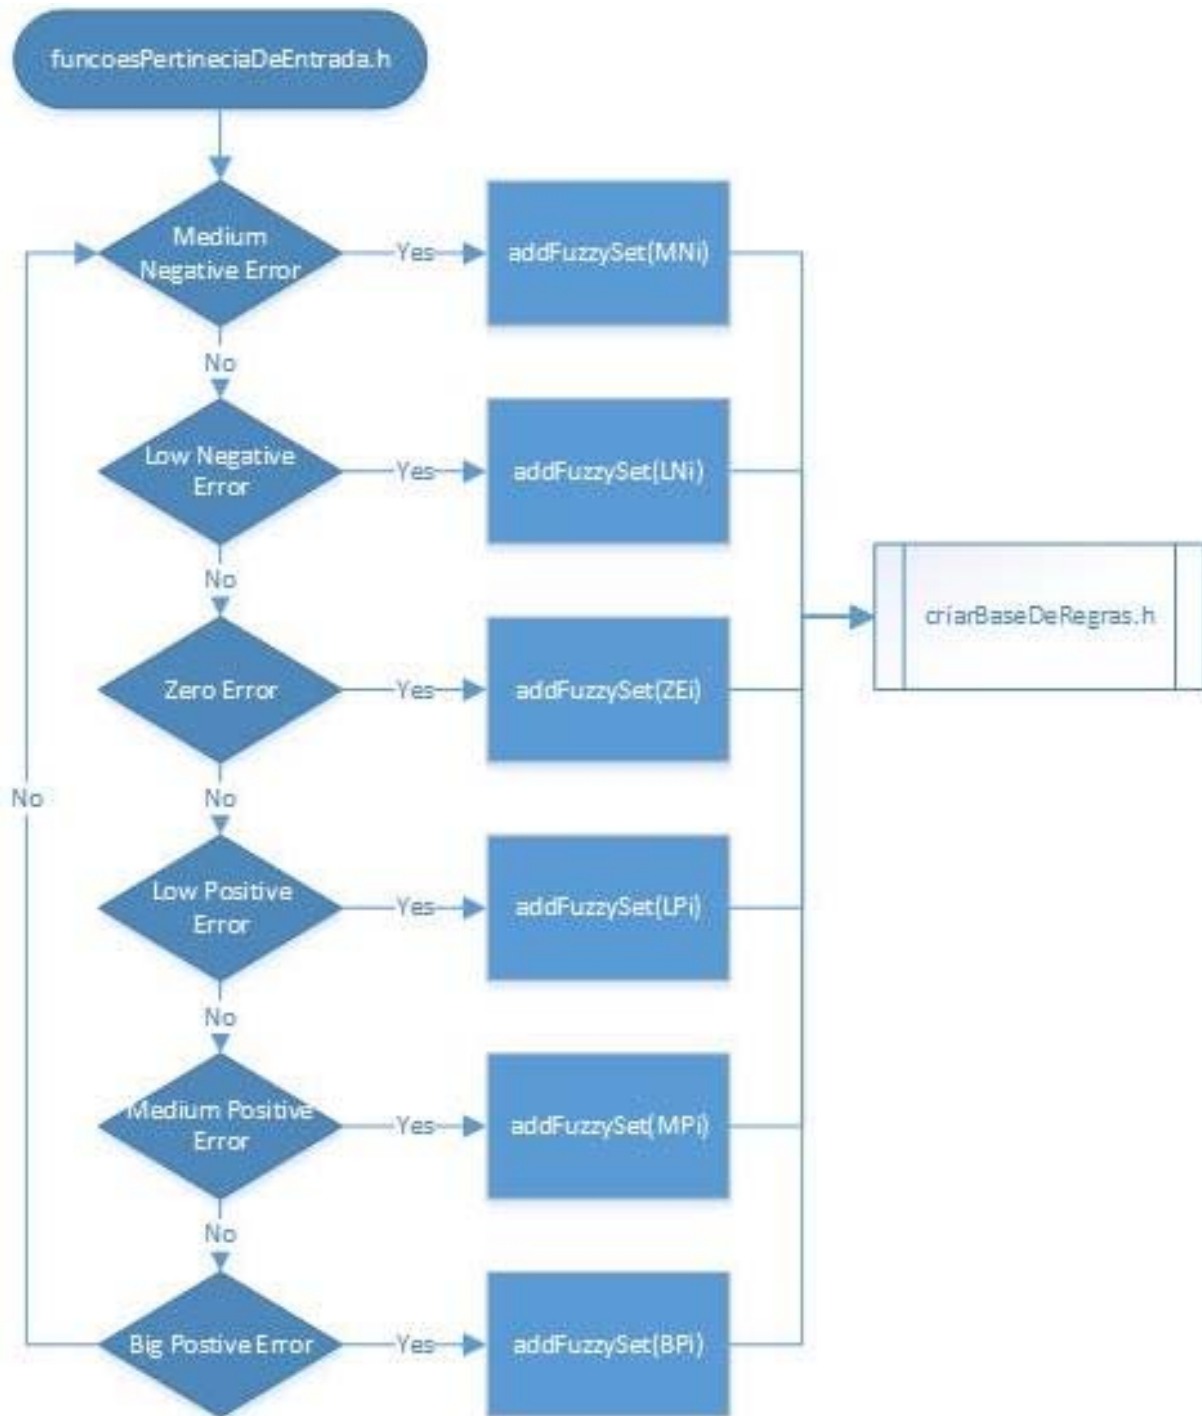 funcoesPertineciaDeEntrada.h
Medium
Negative Error
Yes
addFuzzySet(MNi)
No
Low Negative
Error
Yes
addFuzzySet(LNi)
No
criarBaseDeRegras.h
Zero Error
Yes
addFuzzySet(ZEi)
No
No
Low Positive
Error
Yes
addFuzzySet(LPi)
No
Medium Positive
Error
Yes
addFuzzySet(MPi)
No
Big Postive Error
Yes
addFuzzySet(BPi)